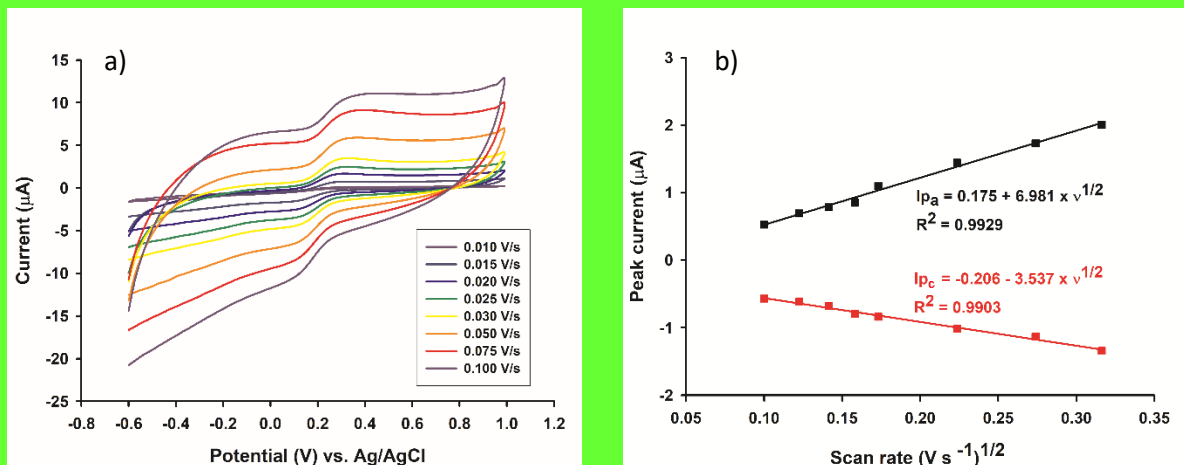 a)
15
10
5
0
-5
-10
-15
-20
-25
Current (μA)
0.010 V/s
0.015 V/s
0.020 V/s
0.025 V/s
0.030 V/s
0.050 V/s
0.075 V/s
0.100 V/s
-0.8 -0.6 -0.4 -0.2 0.0 0.2 0.4 0.6 0.8 1.0 1.2
Potential (V) vs. Ag/AgCl
b)
3
2
1
0
-1
-2
Peak current (μA)
Ipₐ = 0.175 + 6.981 x ν^1/2
R² = 0.9929
Ip_c = -0.206 - 3.537 x ν^1/2
R² = 0.9903
0.05 0.10 0.15 0.20 0.25 0.30 0.35
Scan rate (V s ⁻¹)^1/2